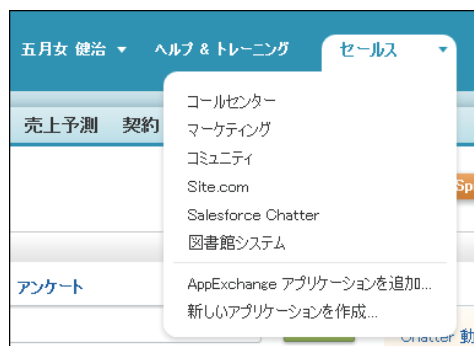 五月女 健治 ヘルプ & トレーニング セールス
コールセンター
売上予測 契約
マーケティング
コミュニティ
Site.com
Sp
Salesforce Chatter
図書館システム
アンケート
AppExchange アプリケーションを追加...
新しいアプリケーションを作成...
Chatter 動